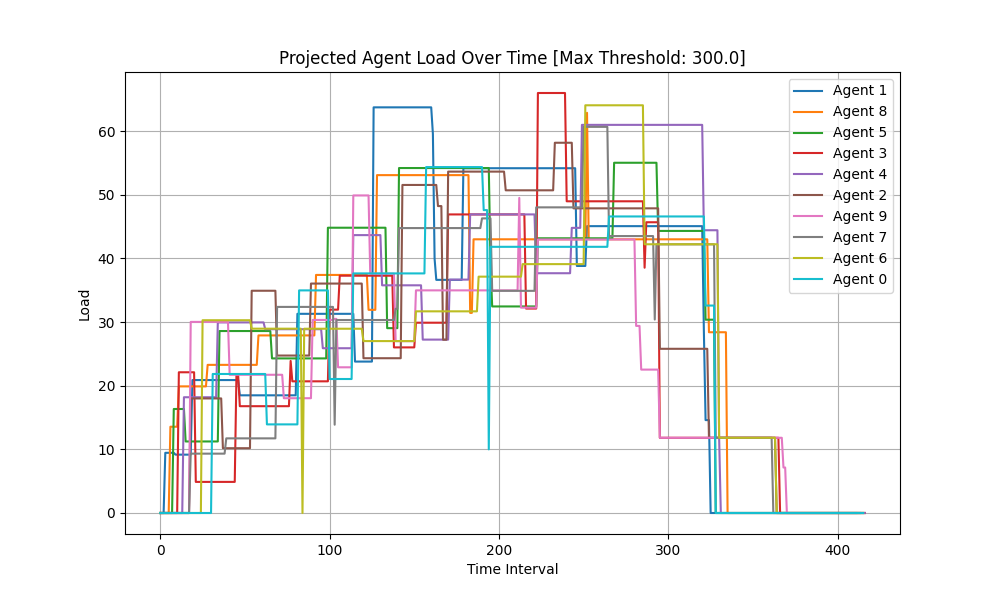 Projected Agent Load Over Time [Max Threshold: 300.0]
Agent 1
Agent 8
Agent 5
Agent 3
Agent 4
Agent 2
Agent 9
Agent 7
Agent 6
Agent 0
Load
60
50
40
30
20
10
0
0 100 200 300 400
Time Interval